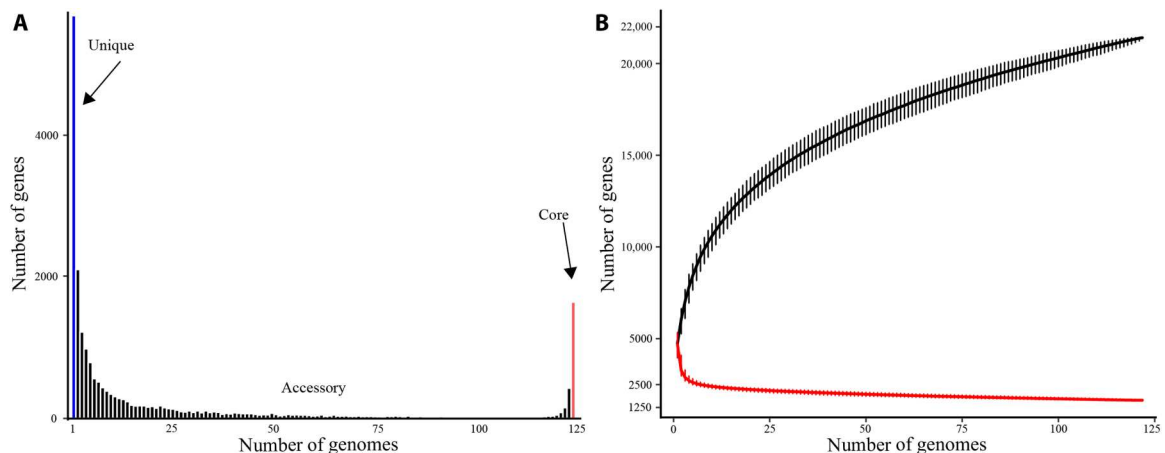 A
Number of genes
4000
2000
0
Unique
Accessory
Core
1 25 50 75 100 125
Number of genomes
B
Number of genes
22,000
20,000
15,000
10,000
5000
2500
1250
0 25 50 75 100 125
Number of genomes